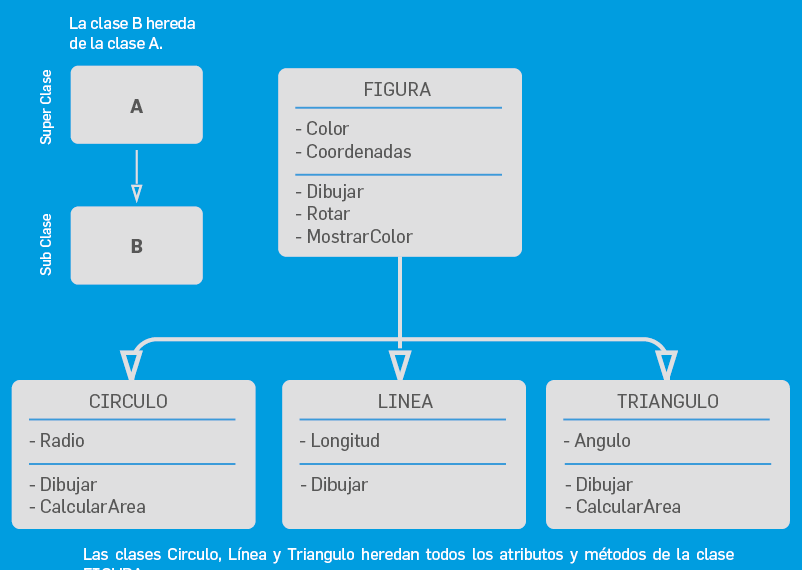 La clase B hereda
de la clase A.
Super Clase
A
Sub Clase
B
FIGURA
- Color
- Coordenadas
- Dibujar
- Rotar
- MostrarColor
CIRCULO
- Radio
- Dibujar
- CalcularArea
LINEA
- Longitud
- Dibujar
TRIANGULO
- Angulo
- Dibujar
- CalcularArea
Las clases Circulo, Línea y Triangulo heredan todos los atributos y métodos de la clase